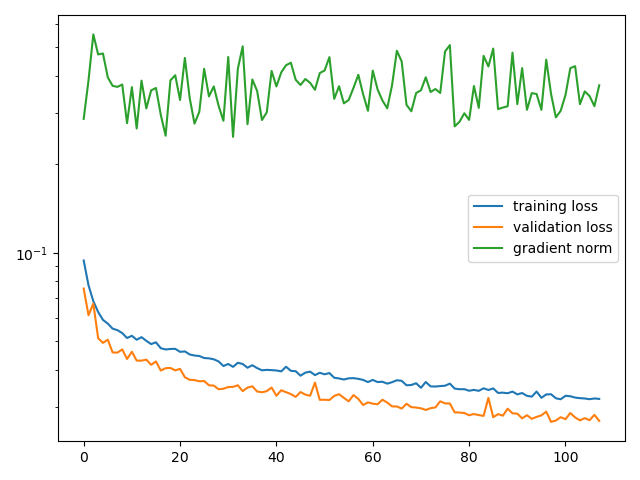 10⁻¹
training loss
validation loss
gradient norm
0 20 40 60 80 100